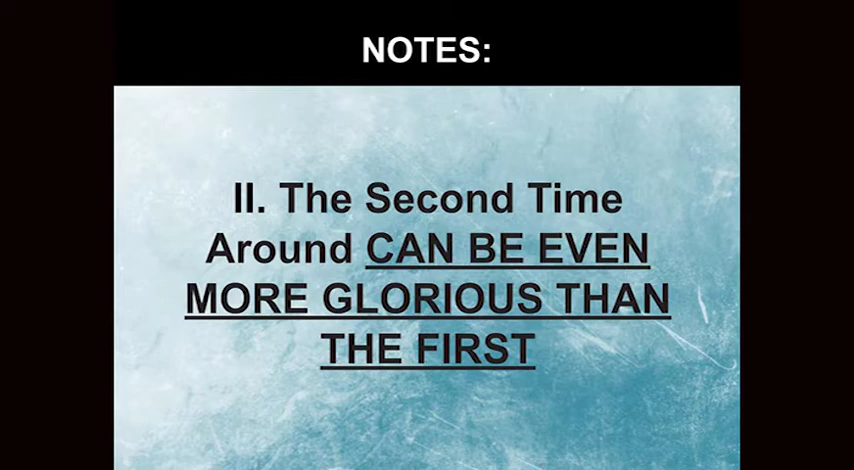 NOTES:
II. The Second Time
Around CAN BE EVEN
MORE GLORIOUS THAN
THE FIRST